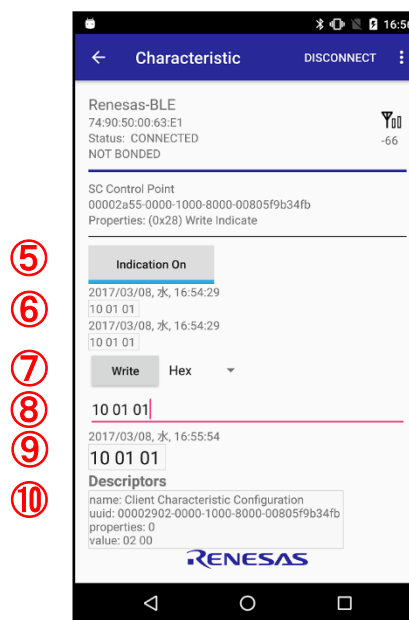 16:56
Characteristic DISCONNECT
Renesas-BLE
74:90:50:00:63:E1
Status: CONNECTED
-66
NOT BONDED
SC Control Point
00002a55-0000-1000-8000-00805f9b34fb
Properties: (0x28) Write Indicate
⑤ Indication On
2017/03/08, 水, 16:54:29
⑥ 10 01 01
2017/03/08, 水, 16:54:29
10 01 01
⑦ Write Hex
⑧ 10 01 01
2017/03/08, 水, 16:55:54
⑨ 10 01 01
Descriptors
⑩ name: Client Characteristic Configuration
uuid: 00002902-0000-1000-8000-00805f9b34fb
properties: 0
value: 02 00
RENESAS